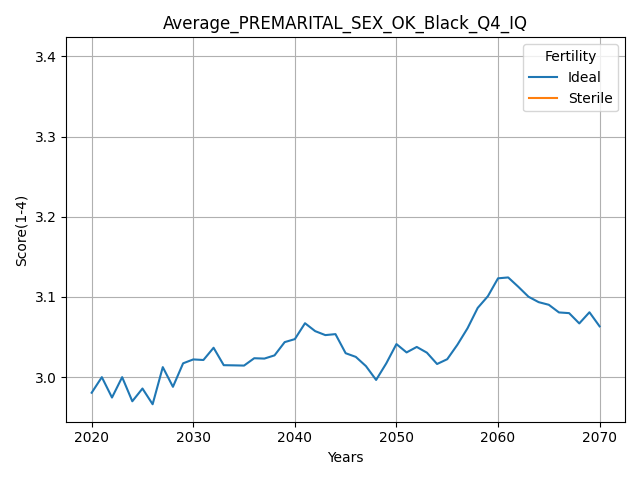 Average_PREMARITAL_SEX_OK_Black_Q4_IQ
Fertility
Ideal
Sterile
Score(1-4)
3.4
3.3
3.2
3.1
3.0
2020 2030 2040 2050 2060 2070
Years